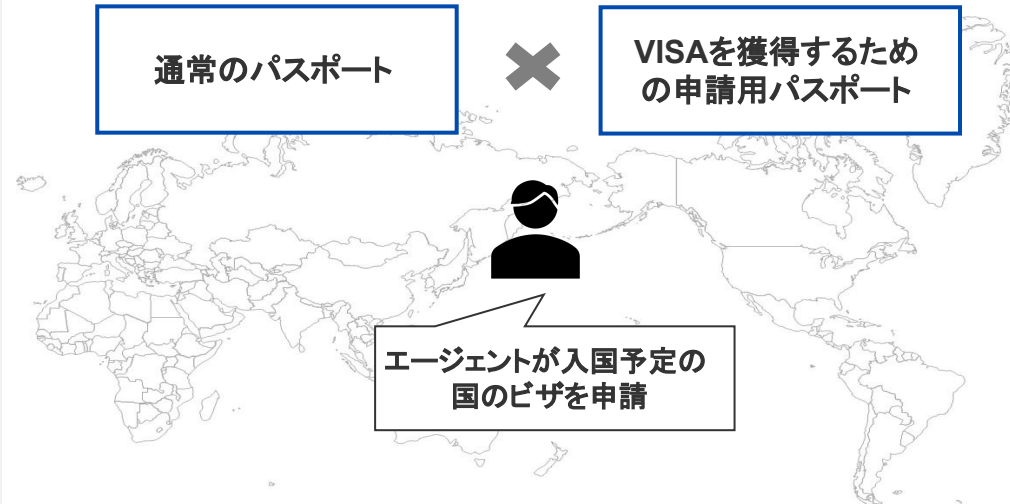 通常のパスポート
VISAを獲得するため
の申請用パスポート
エージェントが入国予定の
国のビザを申請